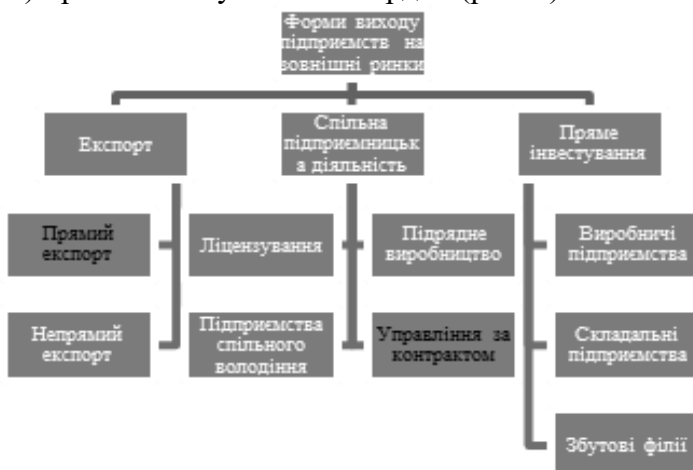 Форми виходу
підприємств на
зовнішні ринки
Експорт
Спільна
підприємницьк
а діяльність
Пряме
інвестування
Прямий
експорт
Ліцензування
Підрядне
виробництво
Виробничі
підприємства
Непрямий
експорт
Підприємства
спільного
володіння
Управління за
контрактом
Складальні
підприємства
Збутові філії